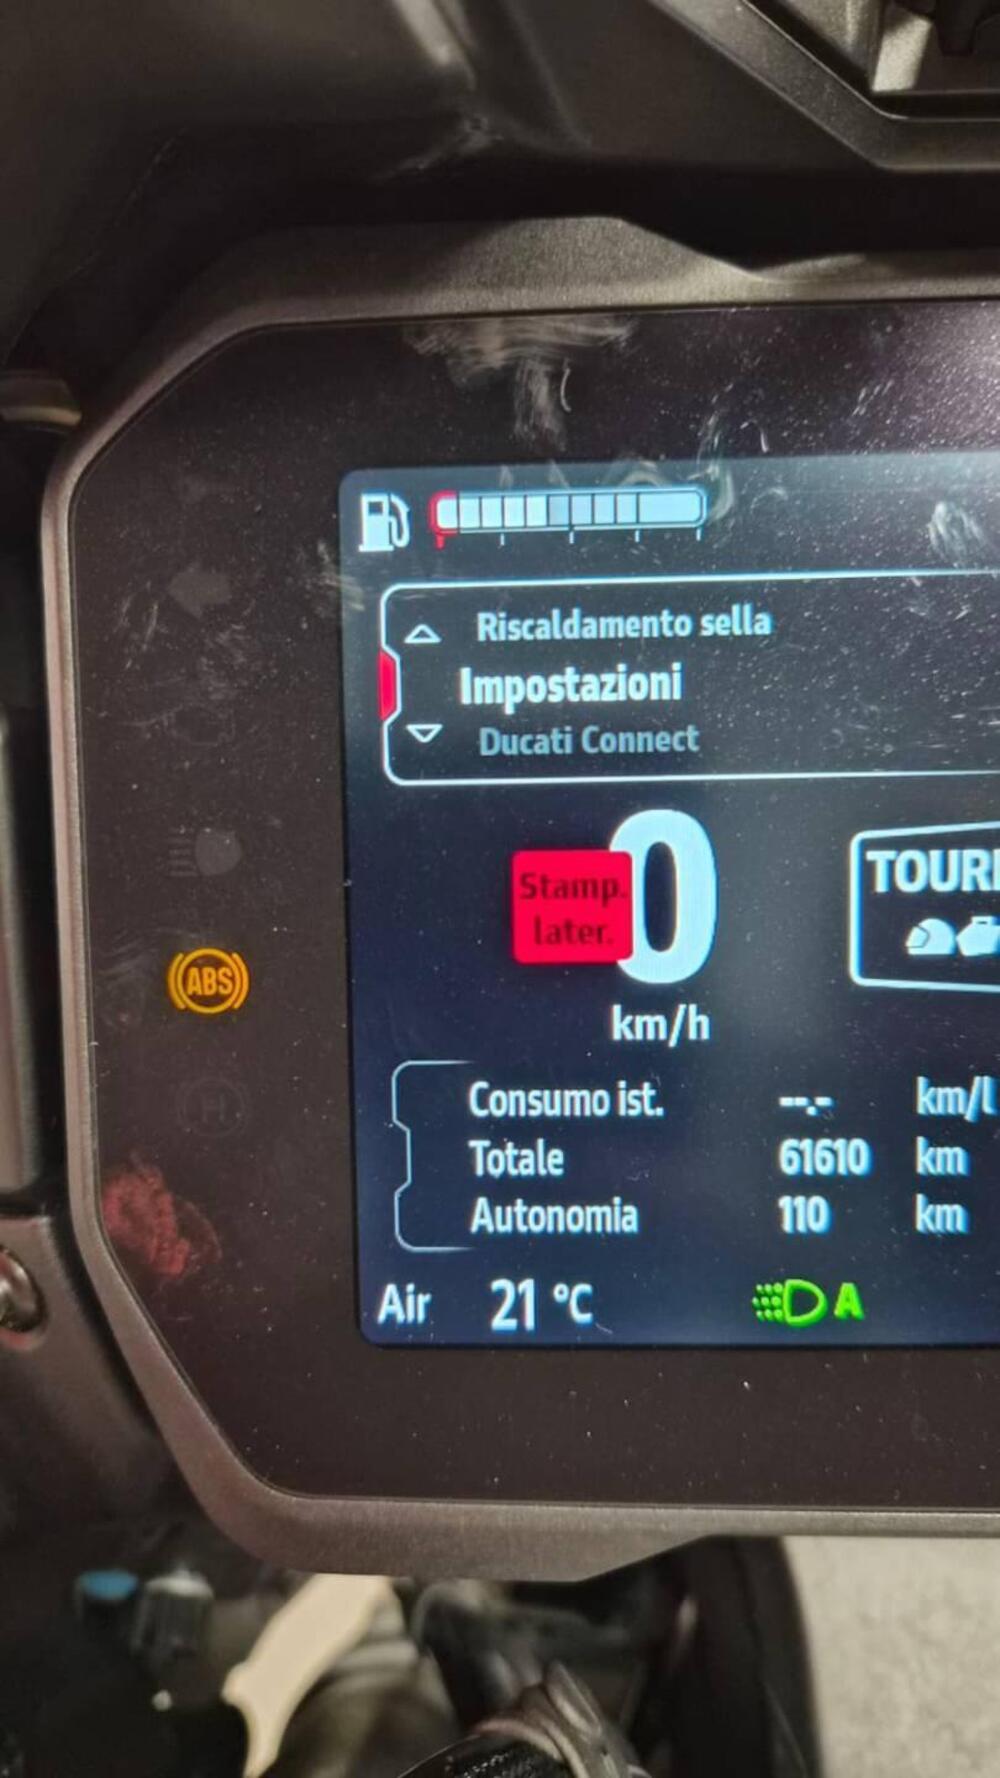 Riscaldamento sella
Impostazioni
Ducati Connect
Stamp.
later.
0
km/h
TOURI
ABS
H
Consumo ist. --.- km/l
Totale 61610 km
Autonomia 110 km
Air 21 °C
A